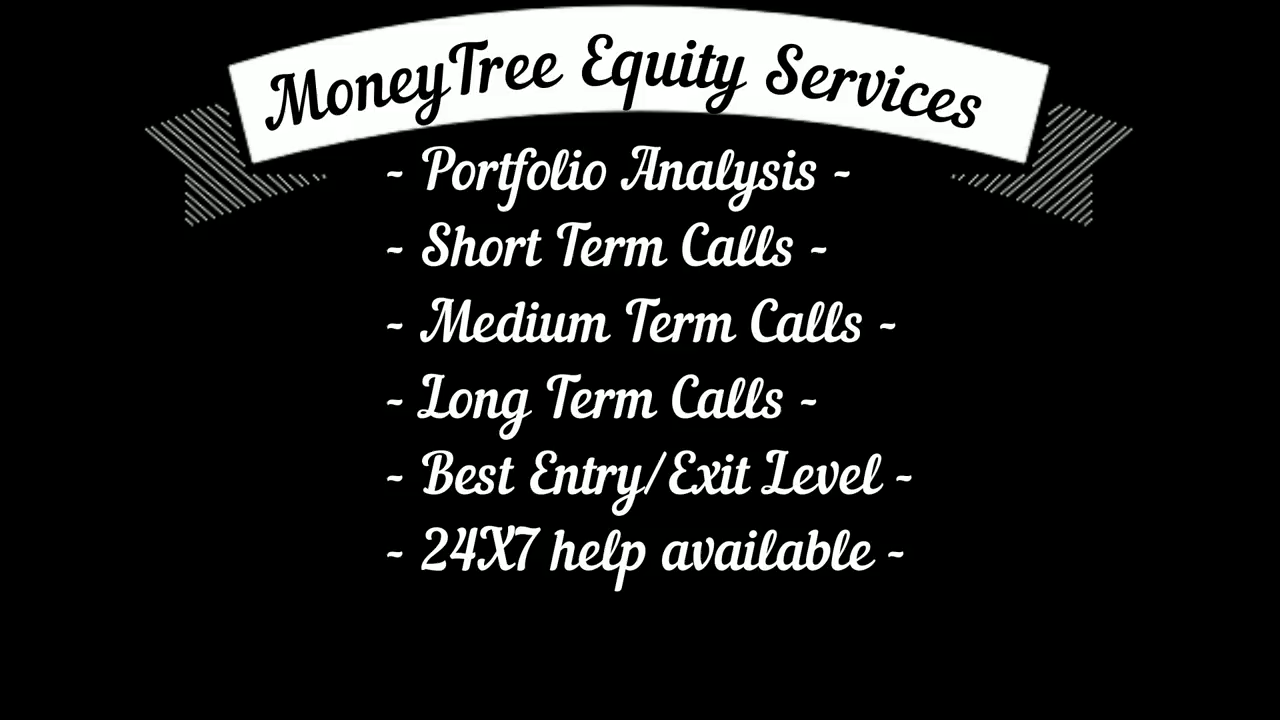 MoneyTree Equity Services
- Portfolio Analysis -
- Short Term Calls -
- Medium Term Calls -
- Long Term Calls -
- Best Entry/Exit Level -
- 24X7 help available -